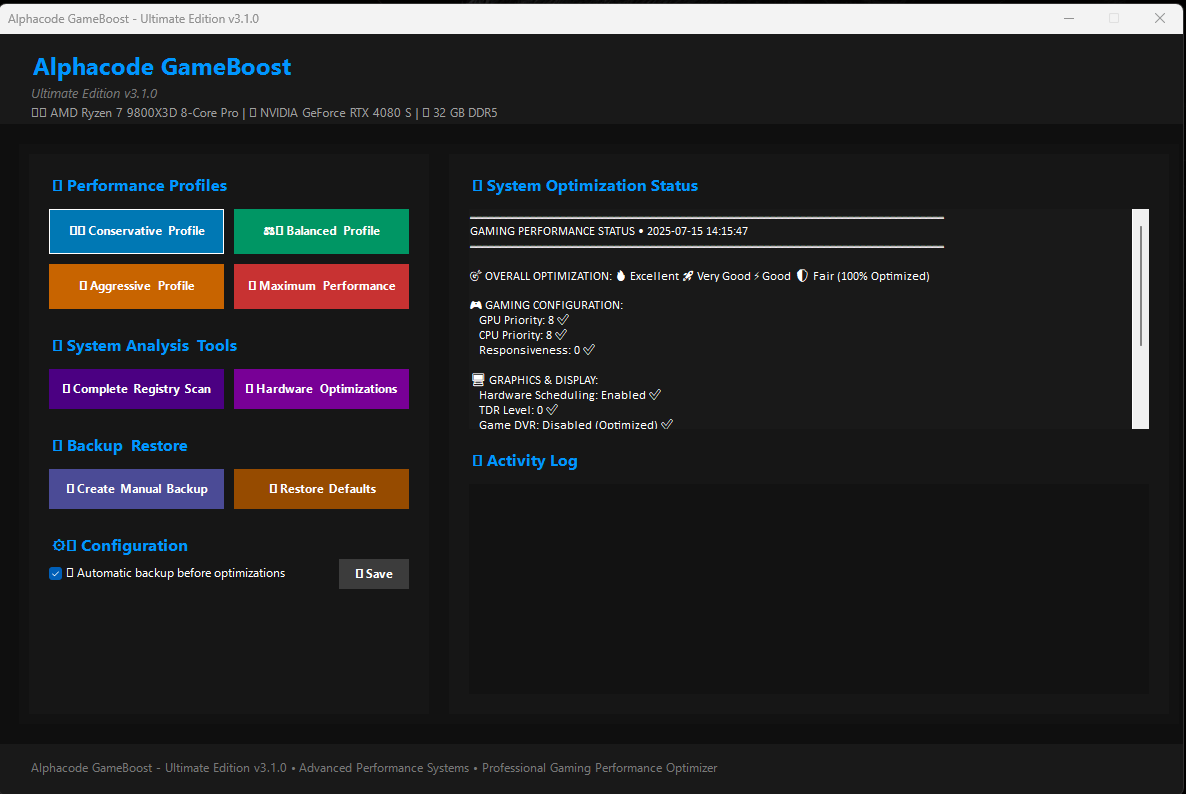 Alphacode GameBoost - Ultimate Edition v3.1.0
Alphacode GameBoost
Ultimate Edition v3.1.0
AMD Ryzen 7 9800X3D 8-Core Pro | NVIDIA GeForce RTX 4080 S | 32 GB DDR5
Performance Profiles
Conservative Profile
Balanced Profile
Aggressive Profile
Maximum Performance
System Analysis Tools
Complete Registry Scan
Hardware Optimizations
Backup Restore
Create Manual Backup
Restore Defaults
Configuration
Automatic backup before optimizations
Save
System Optimization Status
GAMING PERFORMANCE STATUS • 2025-07-15 14:15:47
OVERALL OPTIMIZATION: Excellent Very Good Good Fair (100% Optimized)
GAMING CONFIGURATION:
GPU Priority: 8
CPU Priority: 8
Responsiveness: 0
GRAPHICS & DISPLAY:
Hardware Scheduling: Enabled
TDR Level: 0
Game DVR: Disabled (Optimized)
Activity Log
Alphacode GameBoost - Ultimate Edition v3.1.0 • Advanced Performance Systems • Professional Gaming Performance Optimizer